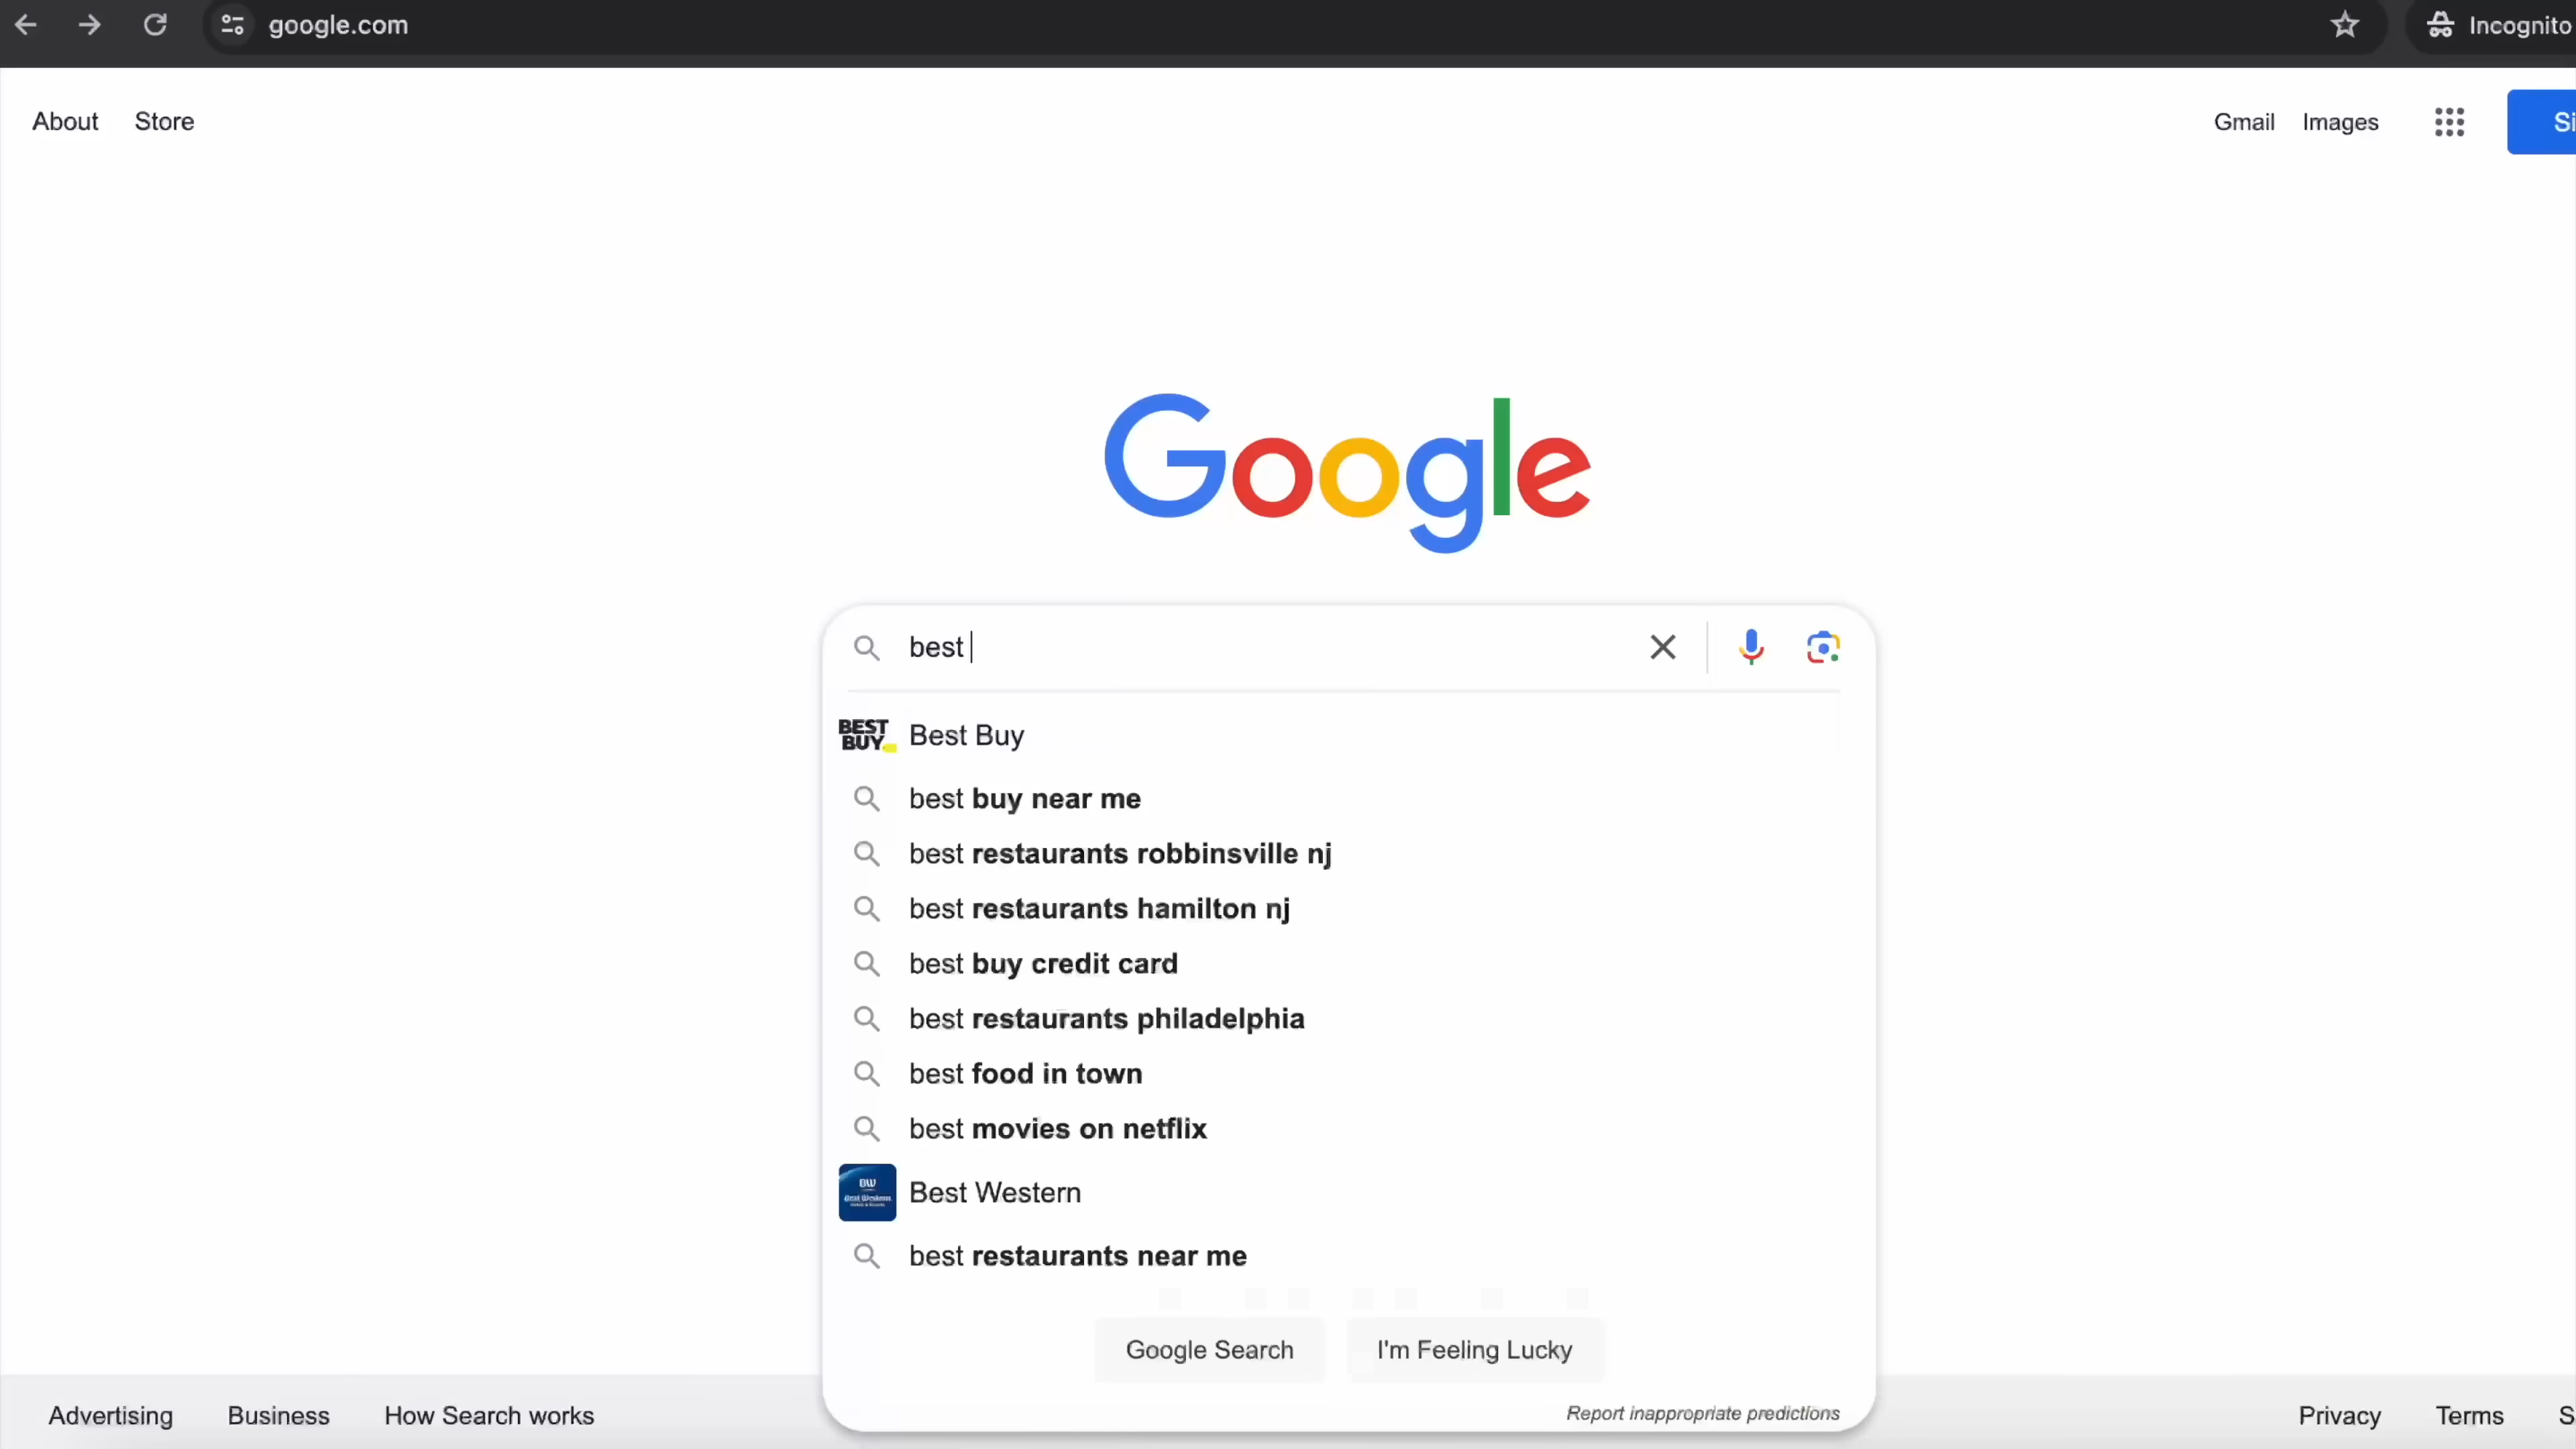 google.com
Incognito
About Store
Gmail Images
Google
best
BEST BUY Best Buy
best buy near me
best restaurants robbinsville nj
best restaurants hamilton nj
best buy credit card
best restaurants philadelphia
best food in town
best movies on netflix
BW
Best Western
best restaurants near me
Google Search I'm Feeling Lucky
Report inappropriate predictions
Advertising Business How Search works
Privacy Terms